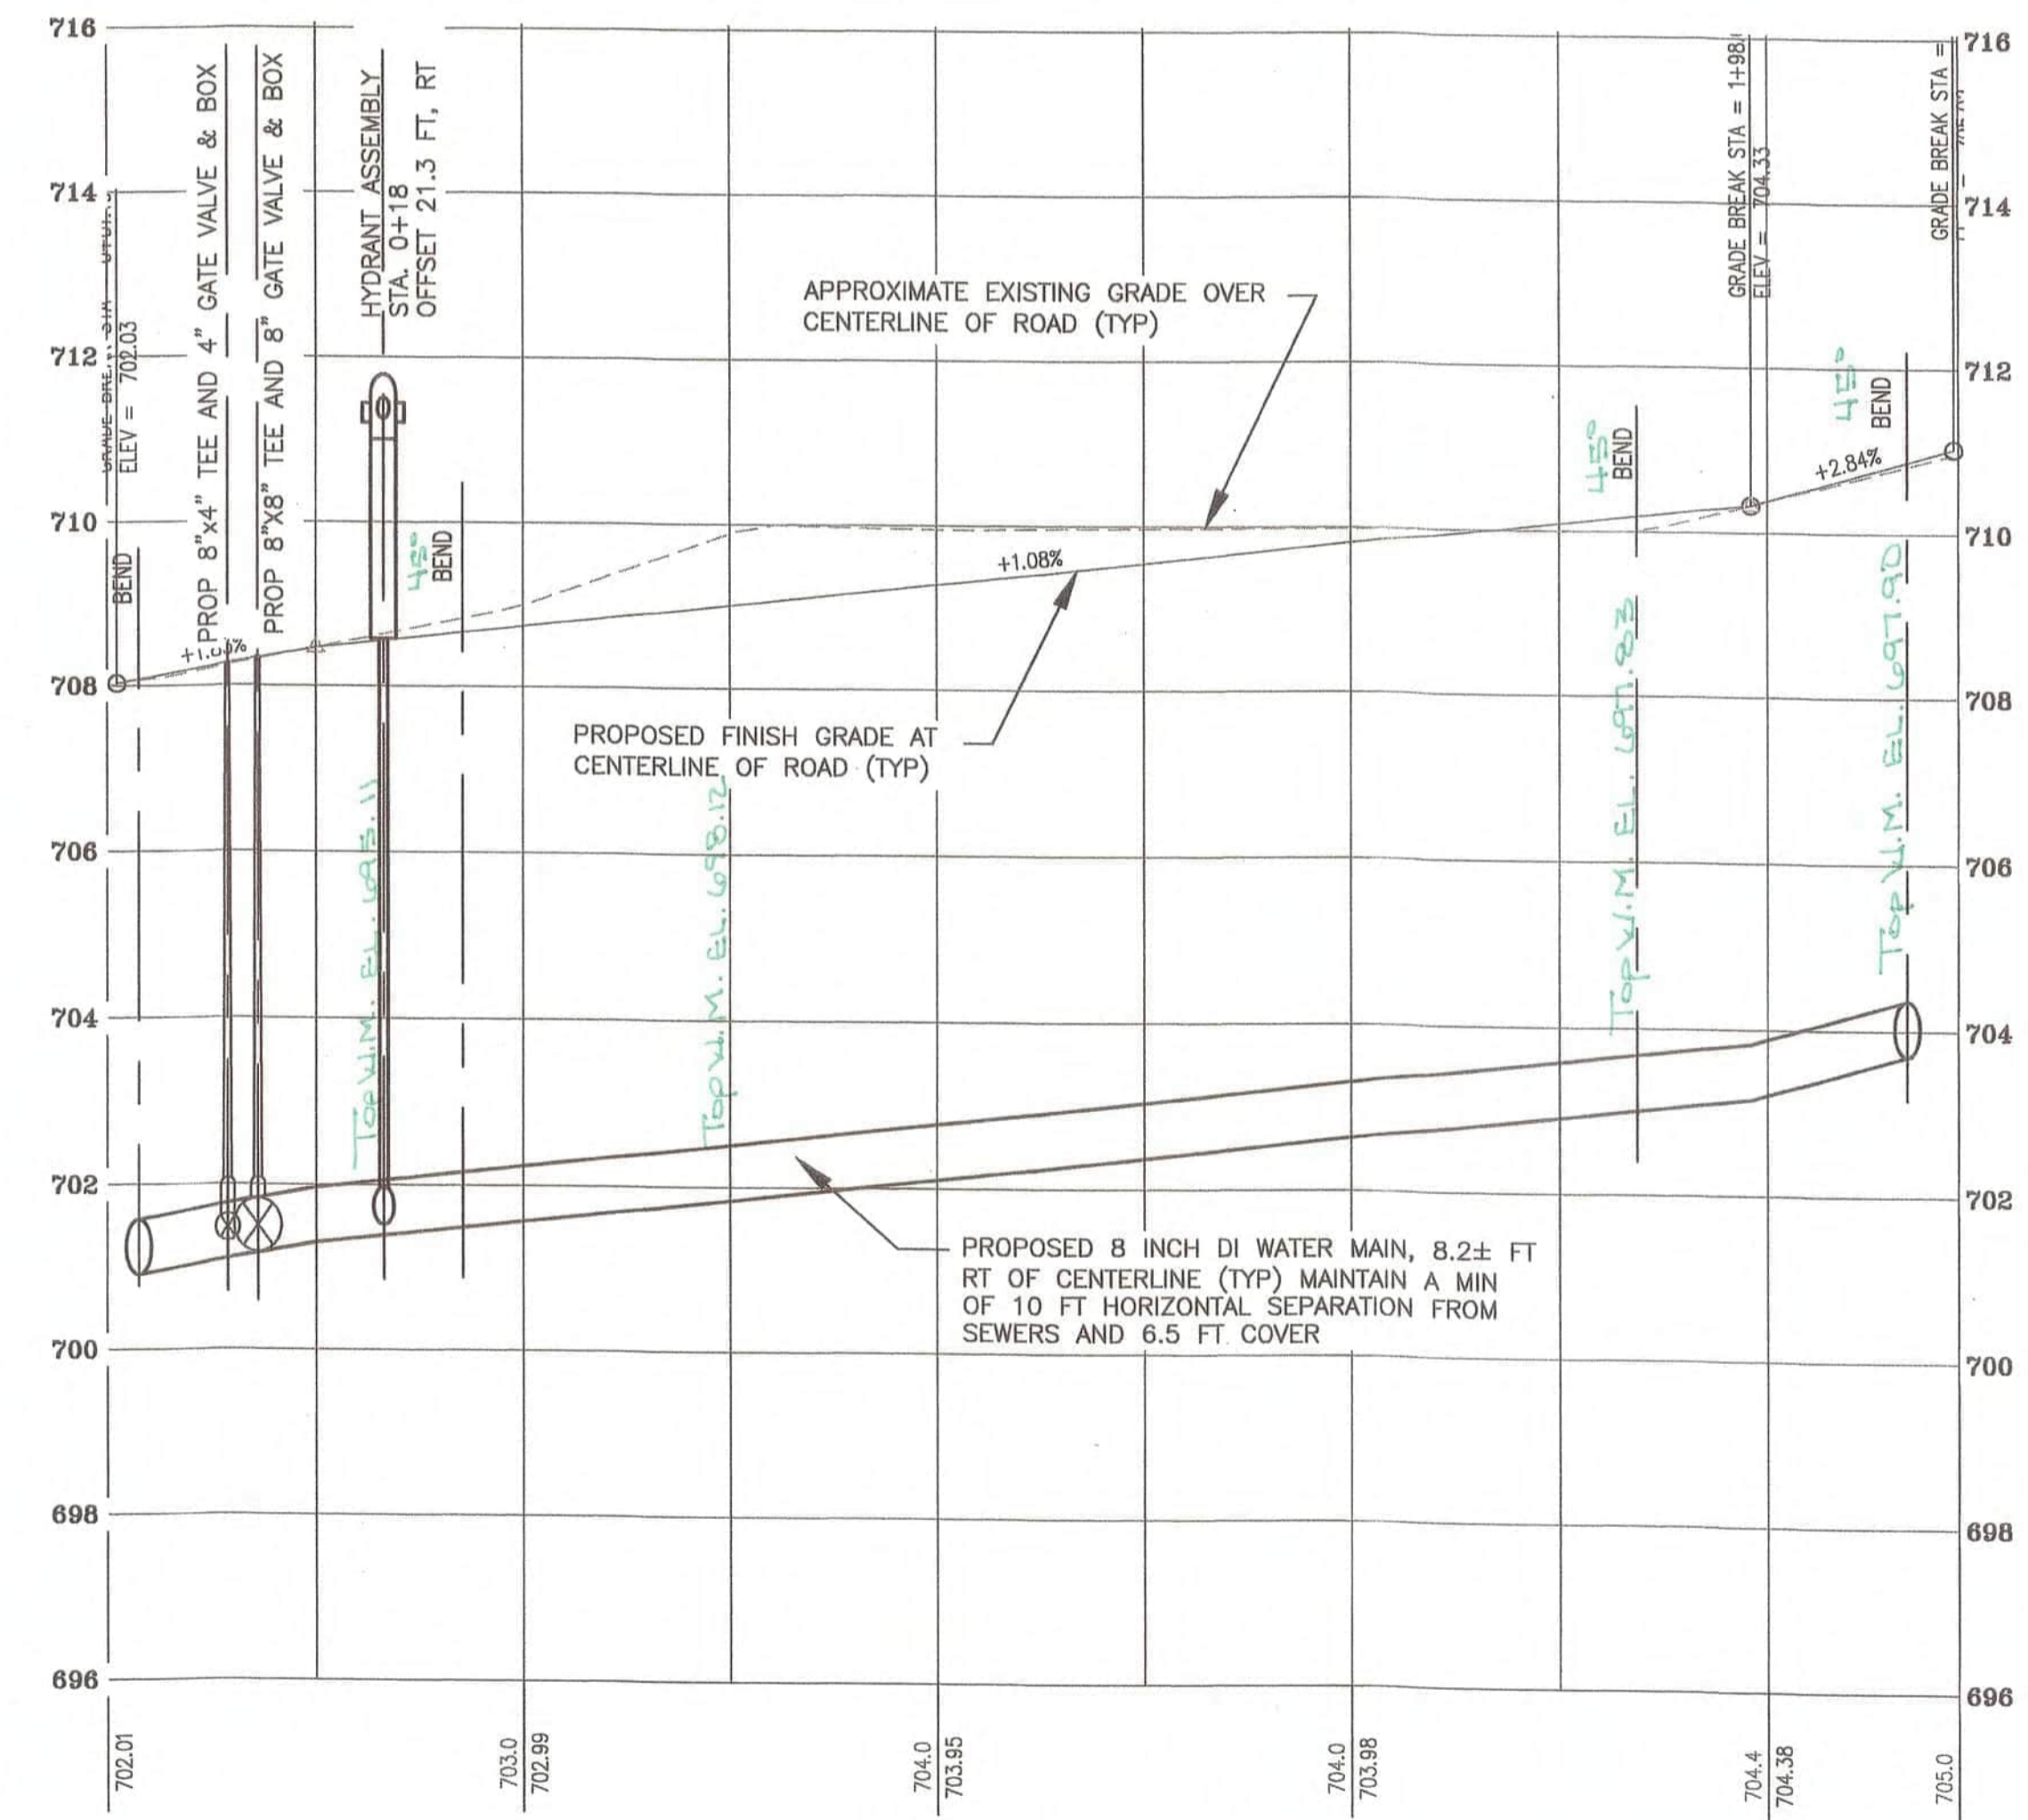 716
714
712
710
708
706
704
702
700
698
696
716
714
712
710
708
706
704
702
700
698
696
ELEV = 702.03
BEND
PROP 8"x4" TEE AND 4" GATE VALVE & BOX
PROP 8"X8" TEE AND 8" GATE VALVE & BOX
HYDRANT ASSEMBLY
STA. 0+18
OFFSET 21.3 FT, RT
45°
BEND
APPROXIMATE EXISTING GRADE OVER
CENTERLINE OF ROAD (TYP)
+1.08%
PROPOSED FINISH GRADE AT
CENTERLINE OF ROAD (TYP)
45°
BEND
GRADE BREAK STA = 1+98
ELEV = 704.33
45°
BEND
+2.84%
GRADE BREAK STA =
Top W.M. EL. 695.11
Top W.M. EL. 698.12
Top W.M. EL. 697.83
Top W.M. EL. 697.90
PROPOSED 8 INCH DI WATER MAIN, 8.2± FT
RT OF CENTERLINE (TYP) MAINTAIN A MIN
OF 10 FT HORIZONTAL SEPARATION FROM
SEWERS AND 6.5 FT COVER
702.01
703.0
702.99
704.0
703.95
704.0
703.98
704.4
704.38
705.0